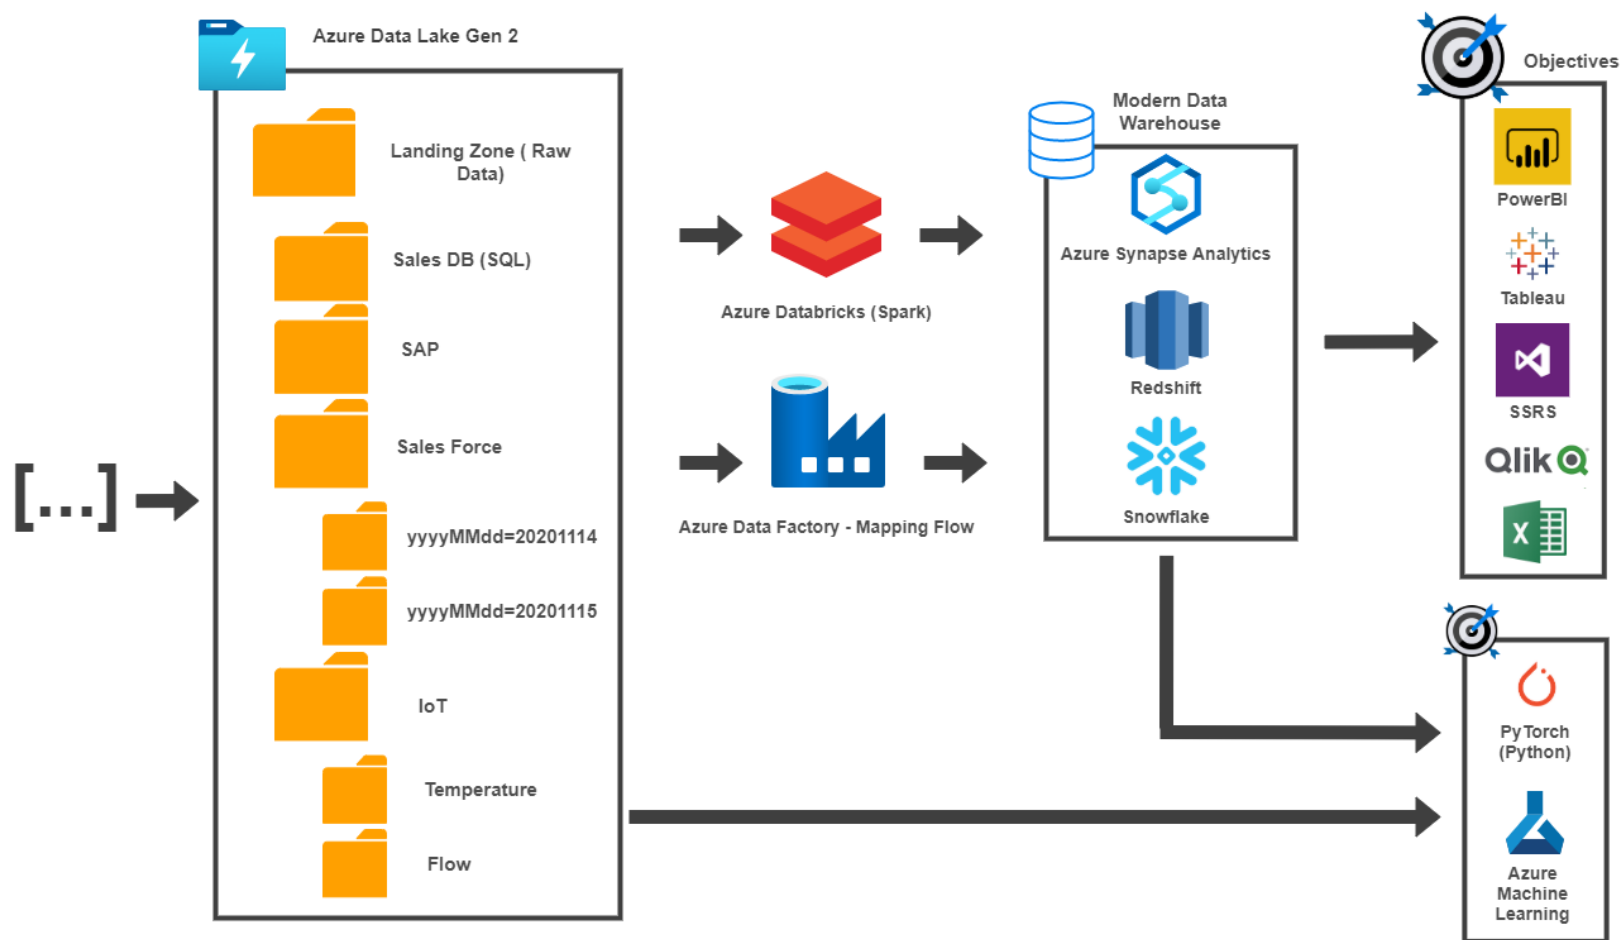 Azure Data Lake Gen 2
Landing Zone ( Raw
Data)
Sales DB (SQL)
SAP
Sales Force
[...]
yyyyMMdd=20201114
yyyyMMdd=20201115
IoT
Temperature
Flow
Azure Databricks (Spark)
Azure Data Factory - Mapping Flow
Modern Data
Warehouse
Azure Synapse Analytics
Redshift
Snowflake
Objectives
PowerBI
Tableau
SSRS
Qlik
X
PyTorch
(Python)
Azure
Machine
Learning